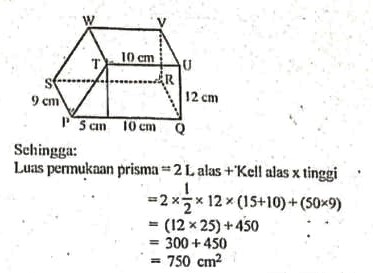 W V
T 10 cm U
S R
9 cm 12 cm
P 5 cm 10 cm Q
Sehingga:
Luas permukaan prisma = 2 L alas + Kell alas x tinggi
= 2 × 1/2 × 12 × (15+10) + (50×9)
= (12 × 25) + 450
= 300 + 450
= 750 cm²